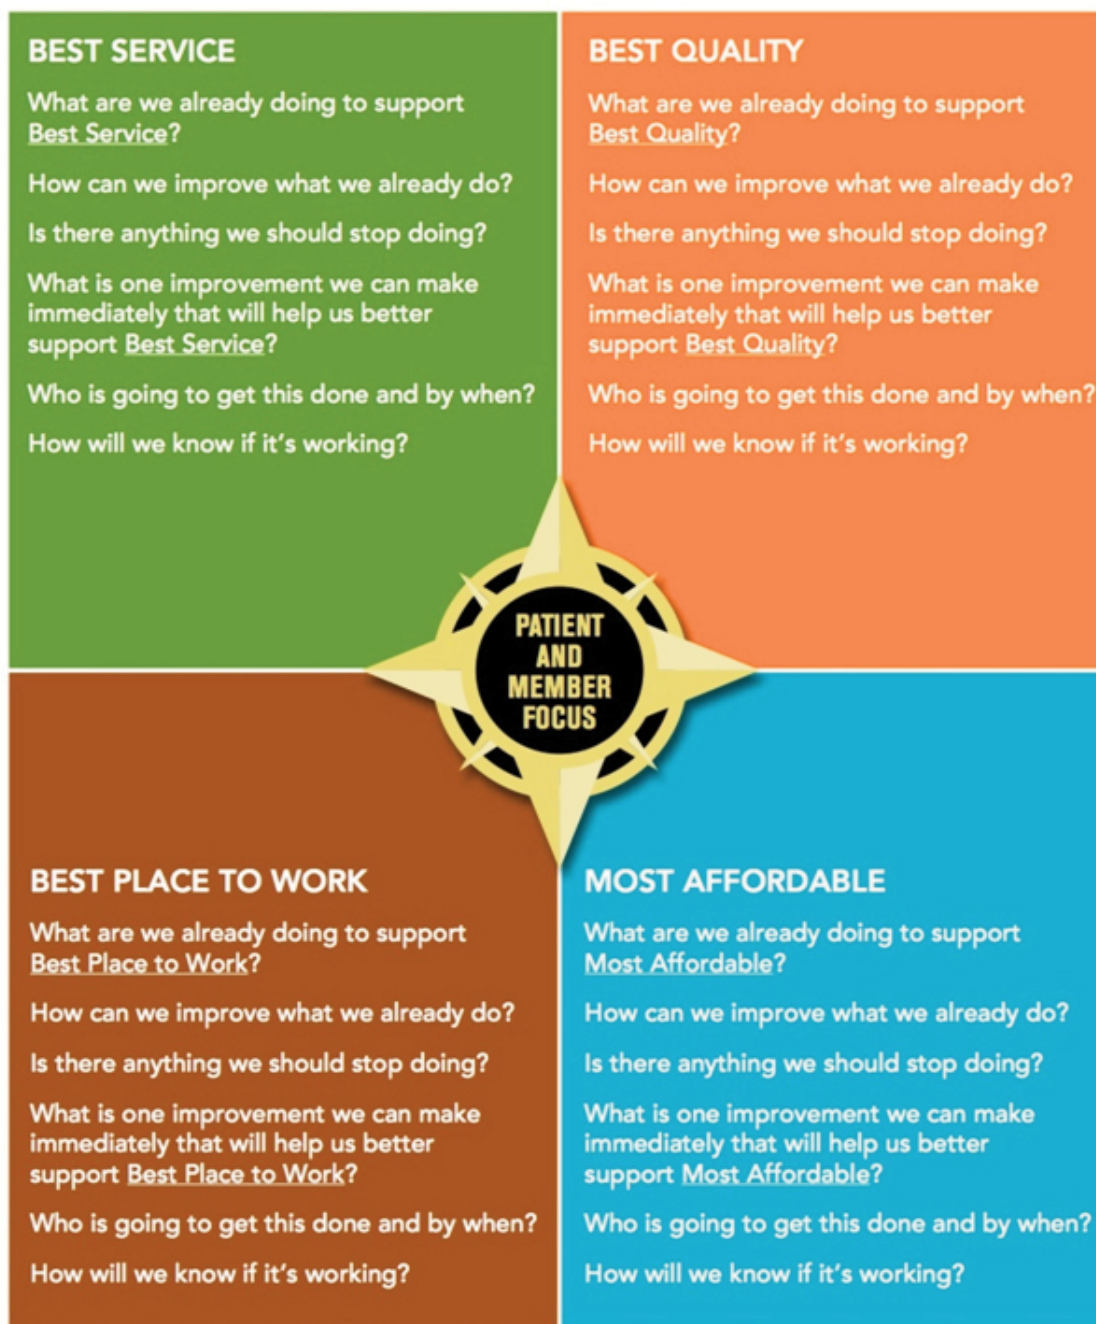 BEST SERVICE
What are we already doing to support
Best Service?
How can we improve what we already do?
Is there anything we should stop doing?
What is one improvement we can make
immediately that will help us better
support Best Service?
Who is going to get this done and by when?
How will we know if it's working?
BEST QUALITY
What are we already doing to support
Best Quality?
How can we improve what we already do?
Is there anything we should stop doing?
What is one improvement we can make
immediately that will help us better
support Best Quality?
Who is going to get this done and by when?
How will we know if it's working?
PATIENT
AND
MEMBER
FOCUS
BEST PLACE TO WORK
What are we already doing to support
Best Place to Work?
How can we improve what we already do?
Is there anything we should stop doing?
What is one improvement we can make
immediately that will help us better
support Best Place to Work?
Who is going to get this done and by when?
How will we know if it's working?
MOST AFFORDABLE
What are we already doing to support
Most Affordable?
How can we improve what we already do?
Is there anything we should stop doing?
What is one improvement we can make
immediately that will help us better
support Most Affordable?
Who is going to get this done and by when?
How will we know if it's working?